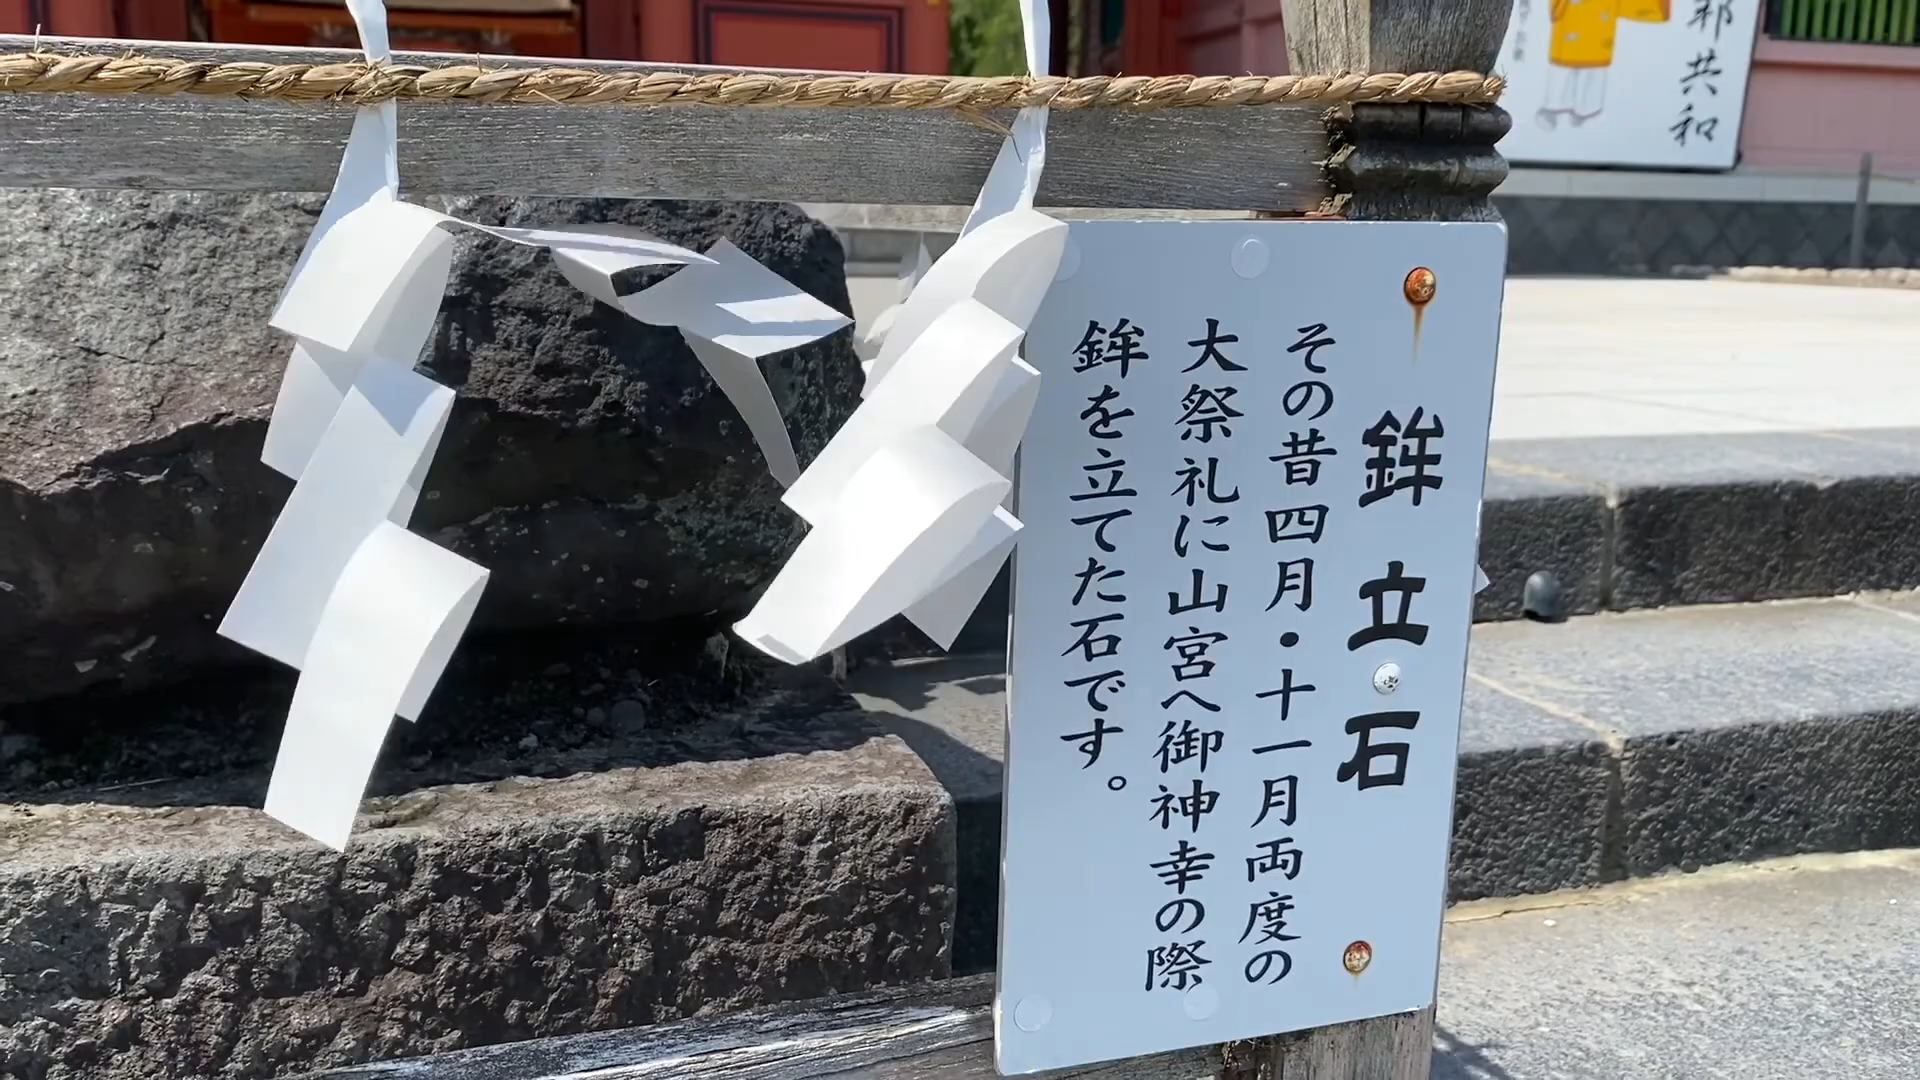 鉾立石
その昔四月・十一月両度の
大祭礼に山宮へ御神幸の際
鉾を立てた石です。
共和